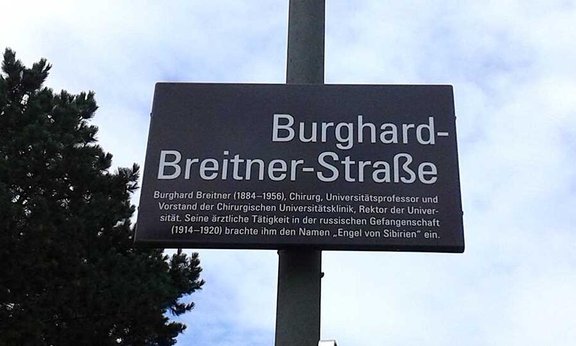 Burghard-
Breitner-Straße
Burghard Breitner (1884–1956), Chirurg, Universitätsprofessor und
Vorstand der Chirurgischen Universitätsklinik, Rektor der Univer-
sität. Seine ärztliche Tätigkeit in der russischen Gefangenschaft
(1914–1920) brachte ihm den Namen „Engel von Sibirien“ ein.